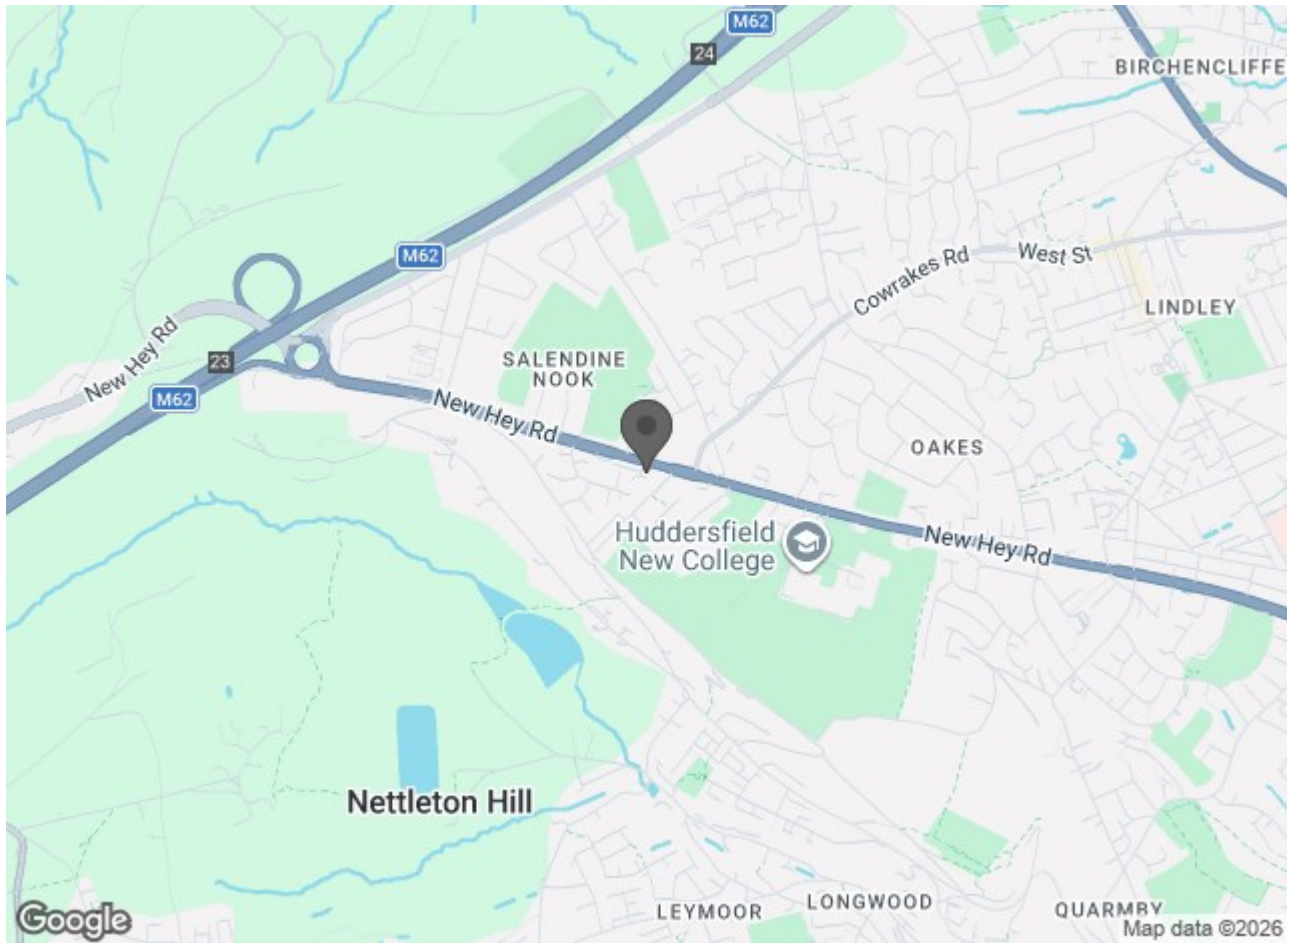 M62
24
BIRCHENCLIFFE
M62
Cowrakes Rd
West St
LINDLEY
New Hey Rd
23
M62
SALENDINE
NOOK
New Hey Rd
OAKES
Huddersfield
New College
New Hey Rd
Nettleton Hill
LEYMOOR
LONGWOOD
QUARMBY
Google
Map data ©2026